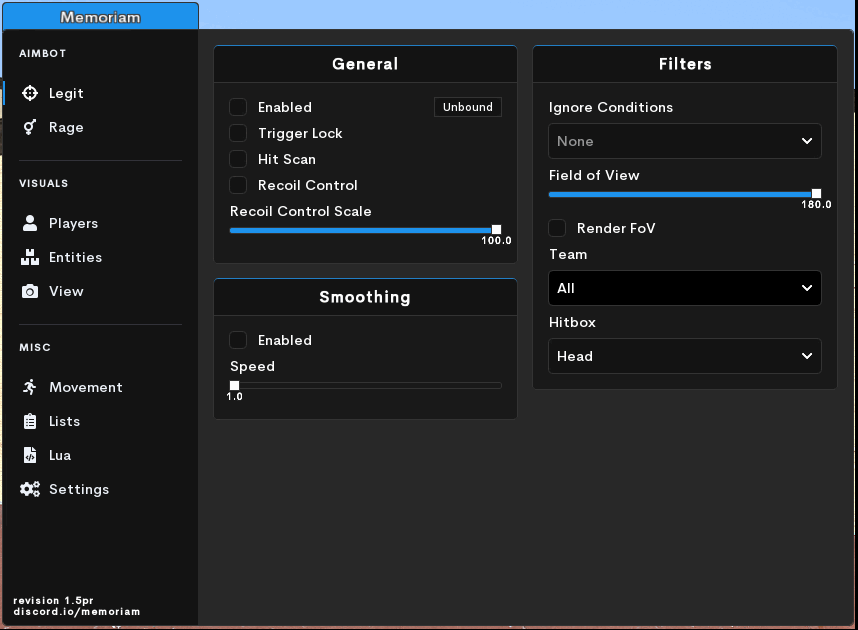 Memoriam
AIMBOT
Legit
Rage
VISUALS
Players
Entities
View
MISC
Movement
Lists
Lua
Settings
revision 1.5pr
discord.io/memoriam
General
Enabled
Unbound
Trigger Lock
Hit Scan
Recoil Control
Recoil Control Scale
100.0
Smoothing
Enabled
Speed
1.0
Filters
Ignore Conditions
None
Field of View
180.0
Render FoV
Team
All
Hitbox
Head